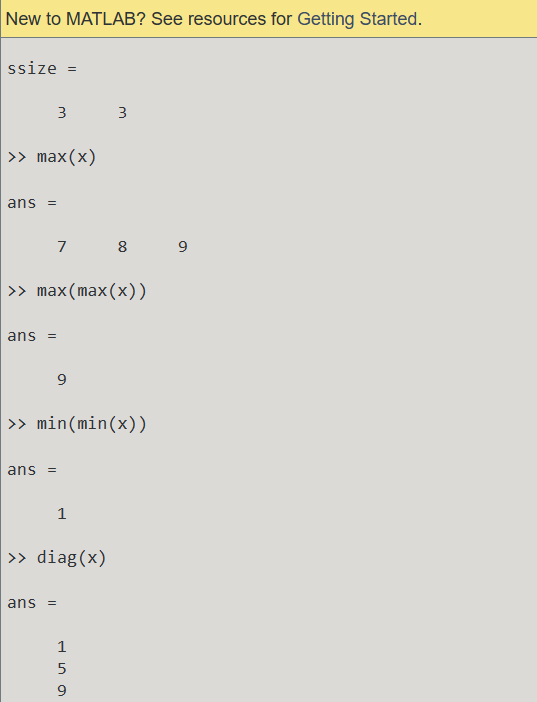 New to MATLAB? See resources for Getting Started.
ssize =
3 3
>> max(x)
ans =
7 8 9
>> max(max(x))
ans =
9
>> min(min(x))
ans =
1
>> diag(x)
ans =
1
5
9